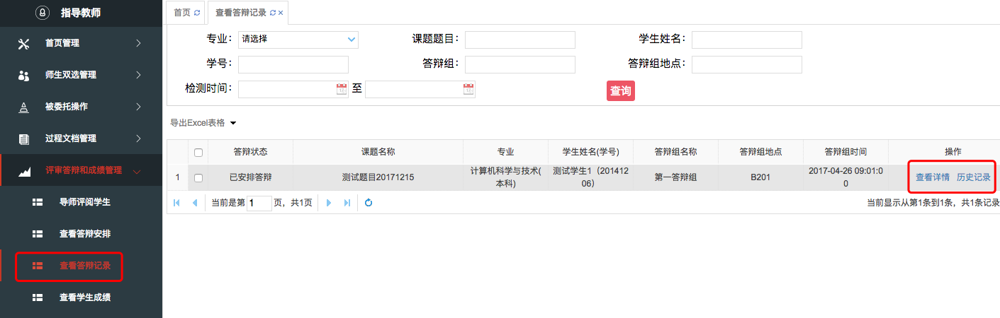 指导教师
首页管理
师生双选管理
被委托操作
过程文档管理
评审答辩和成绩管理
导师评阅学生
查看答辩安排
查看答辩记录
查看学生成绩
首页 查看答辩记录
专业: 请选择 课题题目: 学生姓名:
学号: 答辩组: 答辩组地点:
检测时间: 至 查询
导出Excel表格
答辩状态 课题名称 专业 学生姓名(学号) 答辩组名称 答辩组地点 答辩组时间 操作
1 已安排答辩 测试题目20171215 计算机科学与技术( 测试学生1（201412 第一答辩组 B201 2017-04-26 09:01:0 查看详情 历史记录
本科) 06） 0
当前是第 1 页，共1页 当前显示从第1条到1条，共1条记录